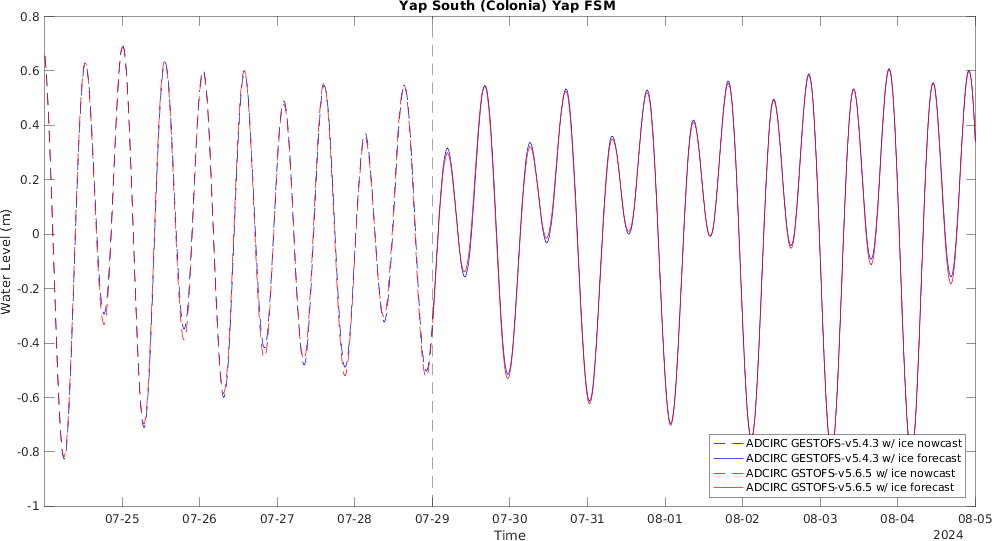 Yap South (Colonia) Yap FSM
0.8
0.6
0.4
0.2
0
-0.2
-0.4
-0.6
-0.8
-1
Water Level (m)
ADCIRC GESTOFS-v5.4.3 w/ ice nowcast
ADCIRC GESTOFS-v5.4.3 w/ ice forecast
ADCIRC GSTOFS-v5.6.5 w/ ice nowcast
ADCIRC GSTOFS-v5.6.5 w/ ice forecast
07-25 07-26 07-27 07-28 07-29 07-30 07-31 08-01 08-02 08-03 08-04 08-05
Time
2024